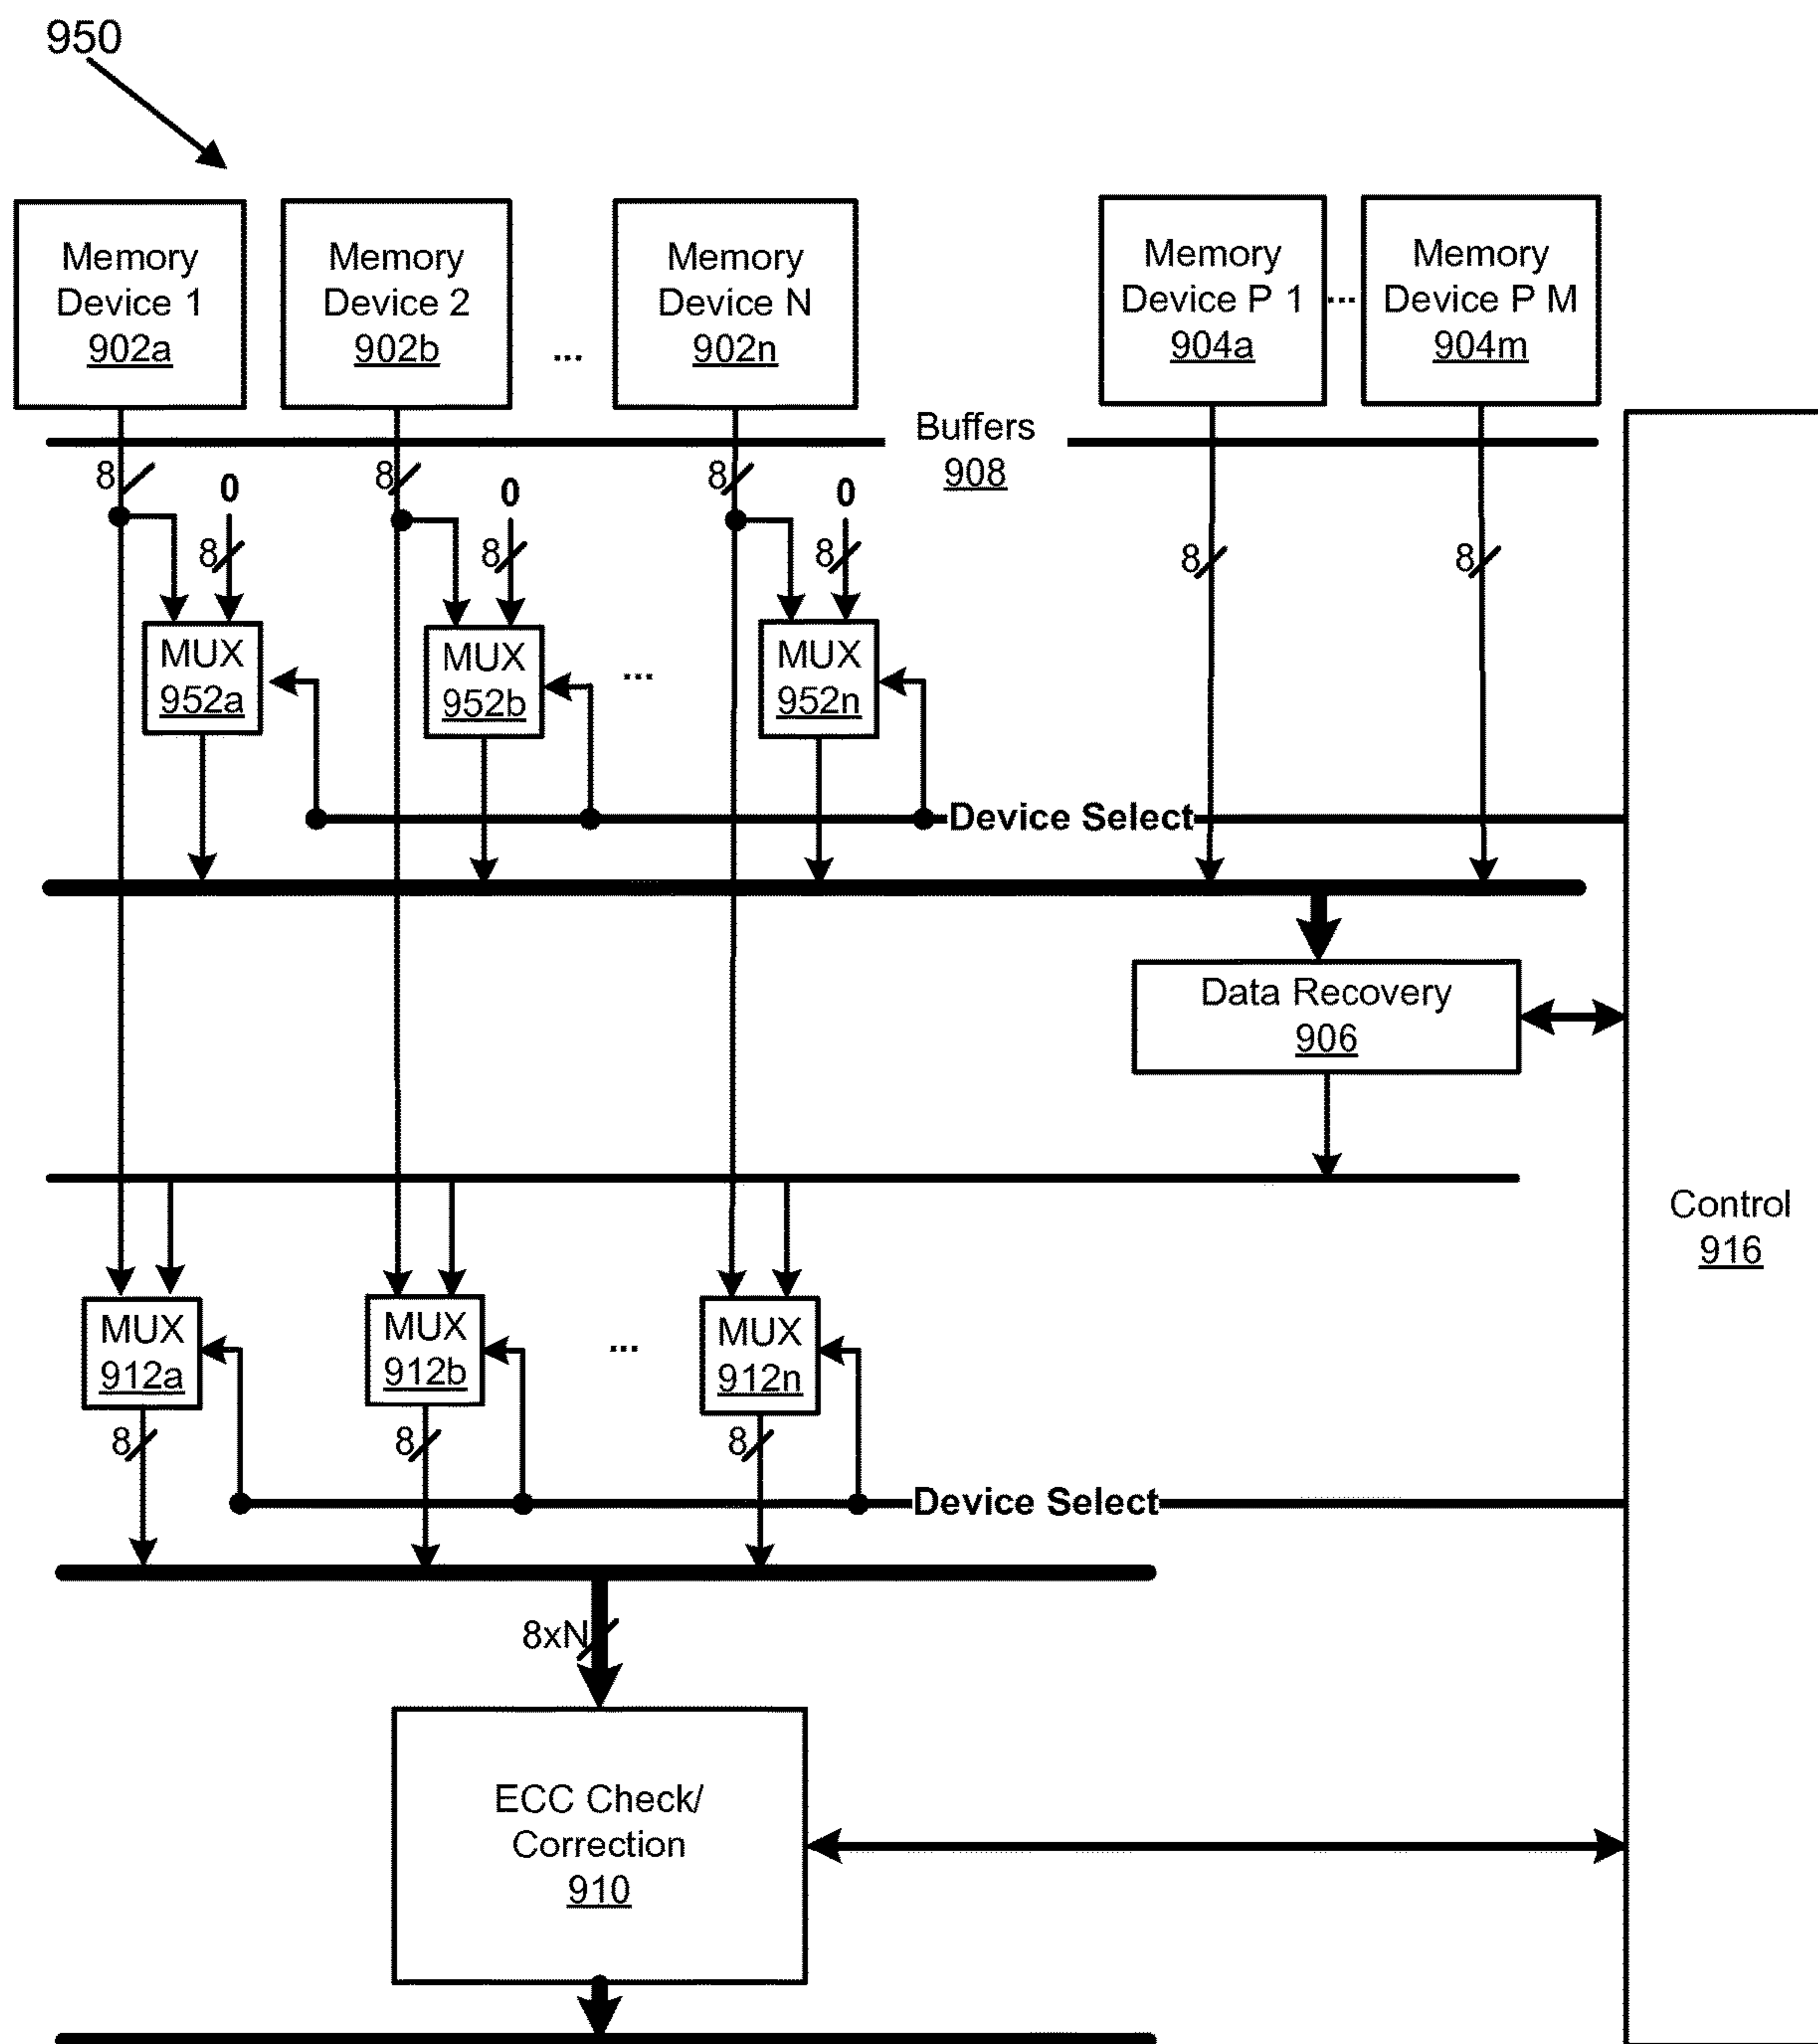 950
Memory
Device 1
902a
Memory
Device 2
902b
...
Memory
Device N
902n
Memory
Device P 1
904a
...
Memory
Device P M
904m
Buffers
908
8
0
8
8
0
8
8
0
8
8
8
MUX
952a
MUX
952b
...
MUX
952n
Device Select
Data Recovery
906
Control
916
MUX
912a
MUX
912b
...
MUX
912n
8
8
8
Device Select
8xN
ECC Check/
Correction
910